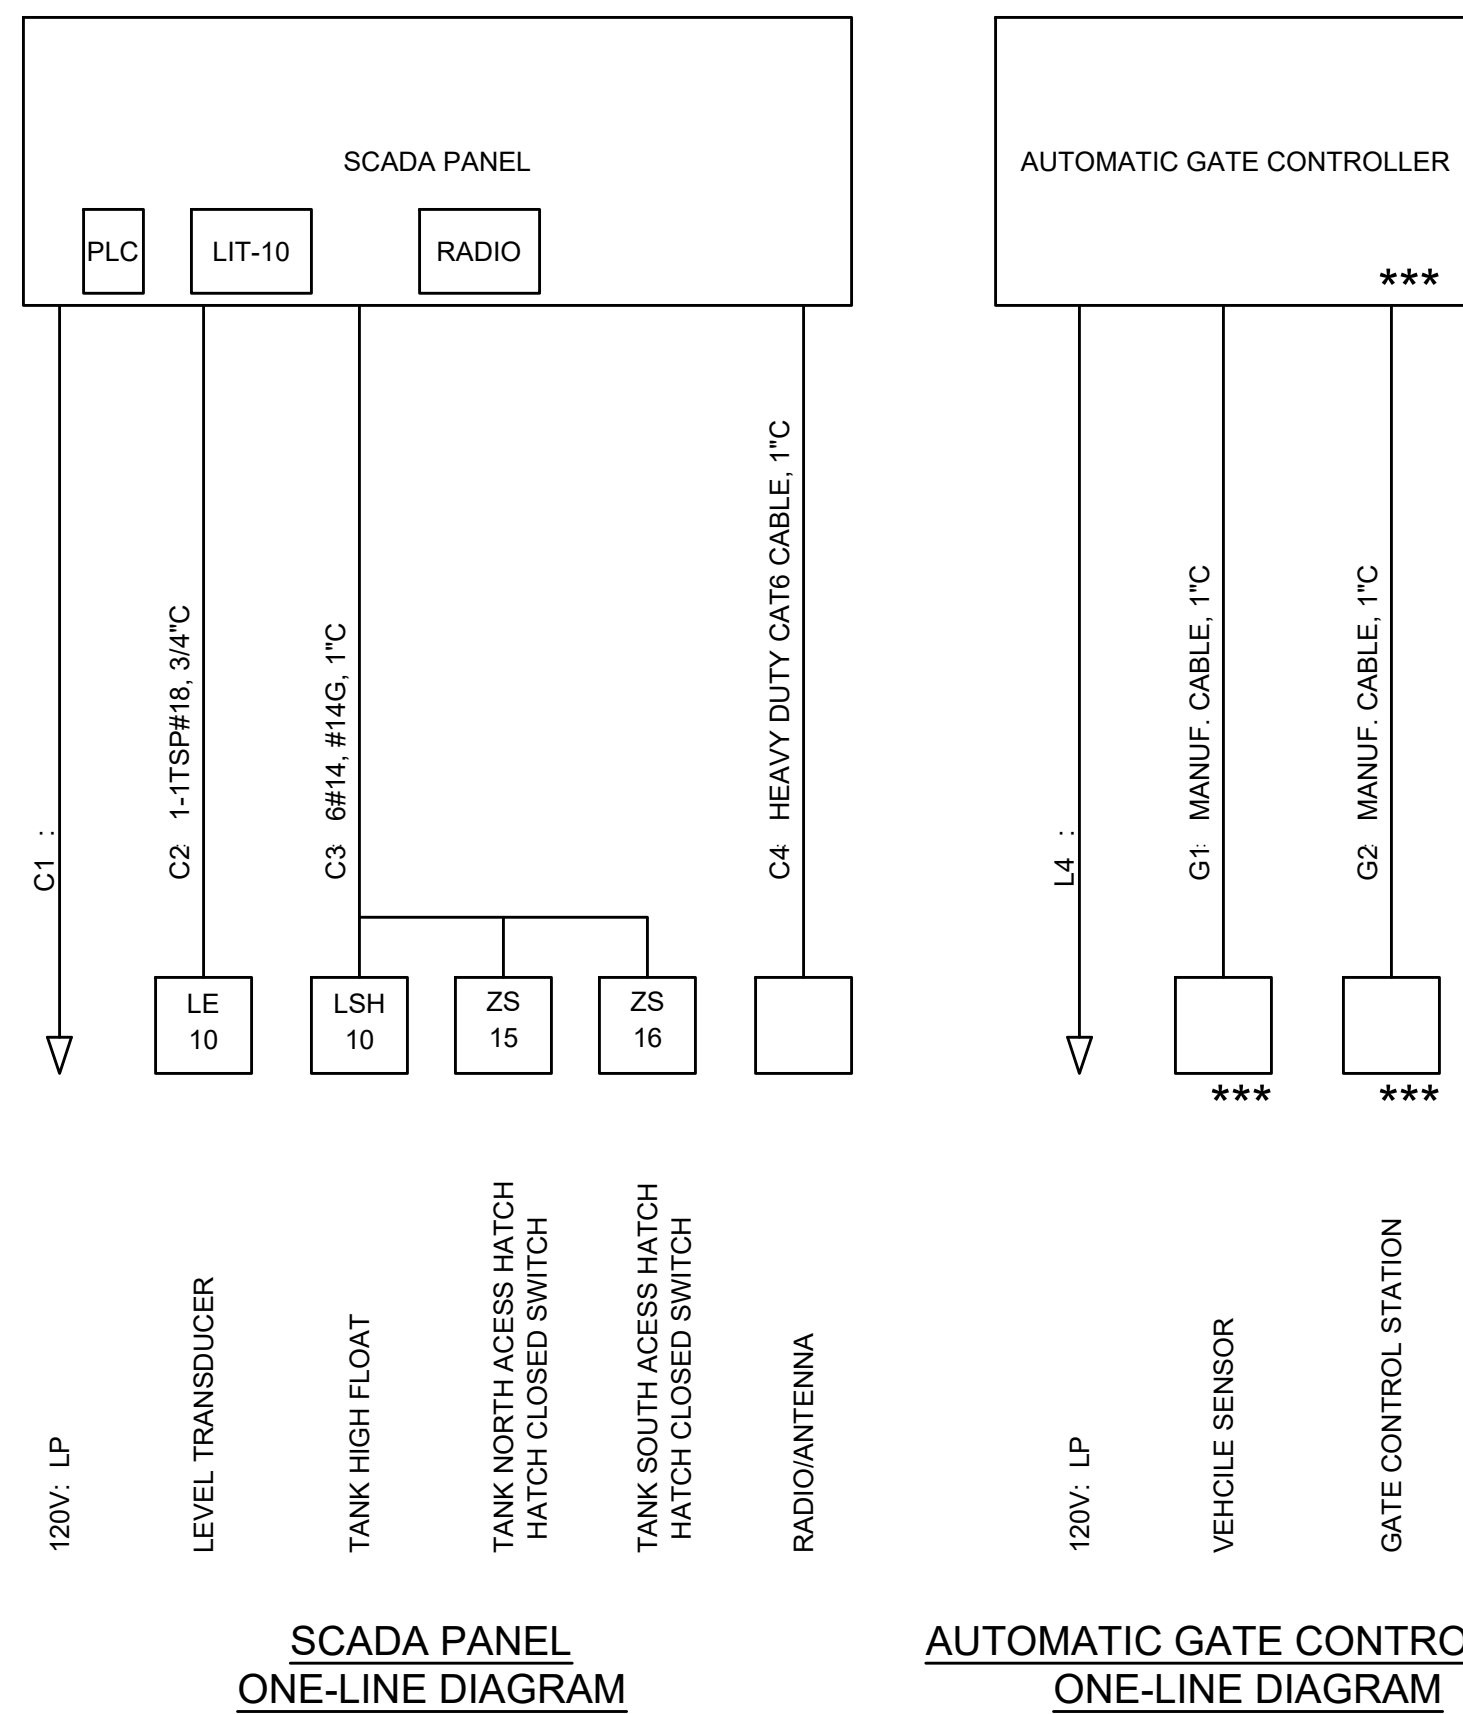 SCADA PANEL
PLC
LIT-10
RADIO
C1 :
C2: 1-1TSP#18, 3/4"C
C3: 6#14, #14G, 1"C
C4: HEAVY DUTY CAT6 CABLE, 1"C
LE
10
LSH
10
ZS
15
ZS
16
120V: LP
LEVEL TRANSDUCER
TANK HIGH FLOAT
TANK NORTH ACESS HATCH
HATCH CLOSED SWITCH
TANK SOUTH ACESS HATCH
HATCH CLOSED SWITCH
RADIO/ANTENNA
SCADA PANEL
ONE-LINE DIAGRAM
AUTOMATIC GATE CONTROLLER
***
L4 :
G1: MANUF. CABLE, 1"C
G2: MANUF. CABLE, 1"C
***
***
120V: LP
VEHCILE SENSOR
GATE CONTROL STATION
AUTOMATIC GATE CONTRO
ONE-LINE DIAGRAM